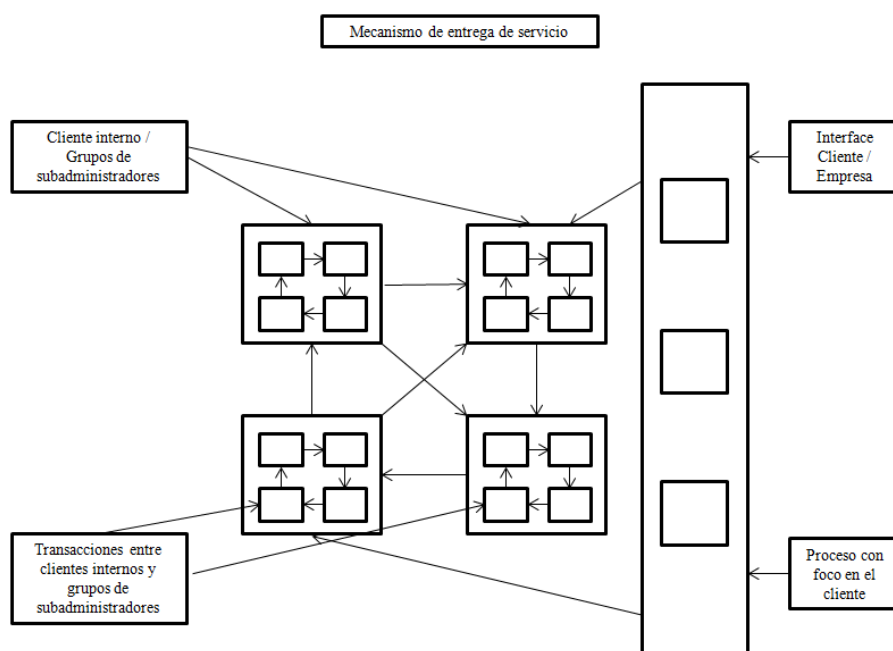 Mecanismo de entrega de servicio
Cliente interno /
Grupos de
subadministradores
Interface
Cliente /
Empresa
Transacciones entre
clientes internos y
grupos de
subadministradores
Proceso con
foco en el
cliente